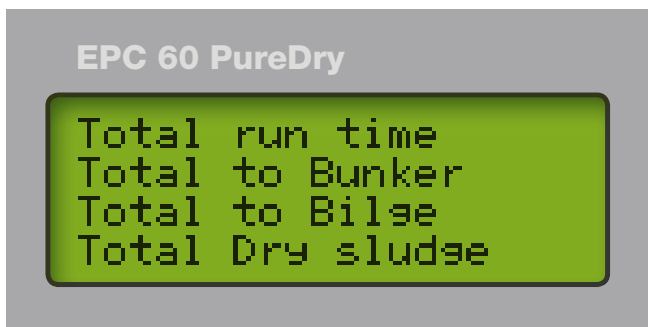 EPC 60 PureDry
Total run time
Total to Bunker
Total to Bilge
Total Dry sludge